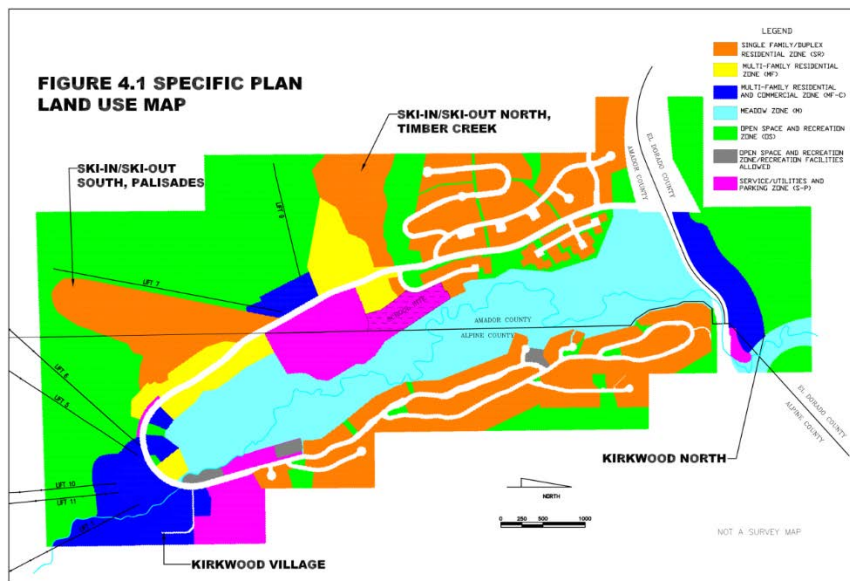 FIGURE 4.1 SPECIFIC PLAN
LAND USE MAP
LEGEND
SINGLE FAMILY/DUPLEX
RESIDENTIAL ZONE (SR)
MULTI-FAMILY RESIDENTIAL
ZONE (MF)
MULTI-FAMILY RESIDENTIAL
AND COMMERCIAL ZONE (MF-C)
MEADOW ZONE (M)
OPEN SPACE AND RECREATION
ZONE (OS)
OPEN SPACE AND RECREATION
ZONE/RECREATION FACILITIES
ALLOWED
SERVICE/UTILITIES AND
PARKING ZONE (S-P)
SKI-IN/SKI-OUT NORTH,
TIMBER CREEK
SKI-IN/SKI-OUT
SOUTH, PALISADES
EL DORADO COUNTY
AMADOR COUNTY
LIFT 7
AMADOR COUNTY
ALPINE COUNTY
LIFT 6
LIFT 5
LIFT 10
LIFT 11
EL DORADO COUNTY
ALPINE COUNTY
KIRKWOOD NORTH
NORTH
0 250 500 1000
NOT A SURVEY MAP
KIRKWOOD VILLAGE